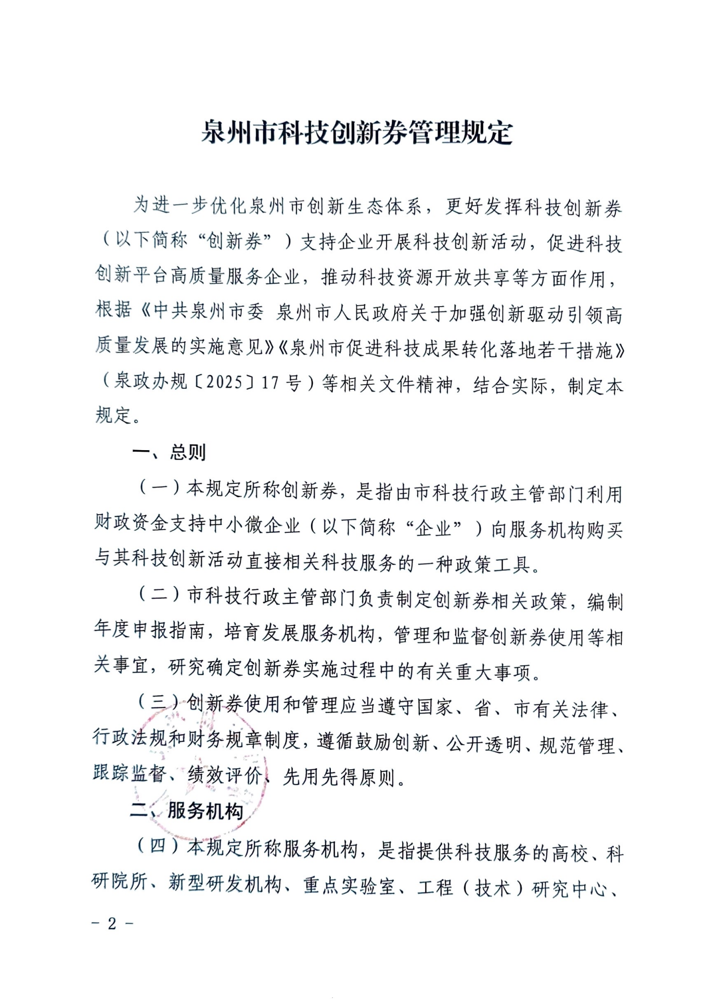 泉州市科技创新券管理规定
为进一步优化泉州市创新生态体系，更好发挥科技创新券
（以下简称“创新券”）支持企业开展科技创新活动，促进科技
创新平台高质量服务企业，推动科技资源开放共享等方面作用，
根据《中共泉州市委 泉州市人民政府关于加强创新驱动引领高
质量发展的实施意见》《泉州市促进科技成果转化落地若干措施》
（泉政办规〔2025〕17号）等相关文件精神，结合实际，制定本
规定。
一、总则
（一）本规定所称创新券，是指由市科技行政主管部门利用
财政资金支持中小微企业（以下简称“企业”）向服务机构购买
与其科技创新活动直接相关科技服务的一种政策工具。
（二）市科技行政主管部门负责制定创新券相关政策，编制
年度申报指南，培育发展服务机构，管理和监督创新券使用等相
关事宜，研究确定创新券实施过程中的有关重大事项。
（三）创新券使用和管理应当遵守国家、省、市有关法律、
行政法规和财务规章制度，遵循鼓励创新、公开透明、规范管理、
跟踪监督、绩效评价、先用先得原则。
二、服务机构
（四）本规定所称服务机构，是指提供科技服务的高校、科
研院所、新型研发机构、重点实验室、工程（技术）研究中心、
- 2 -